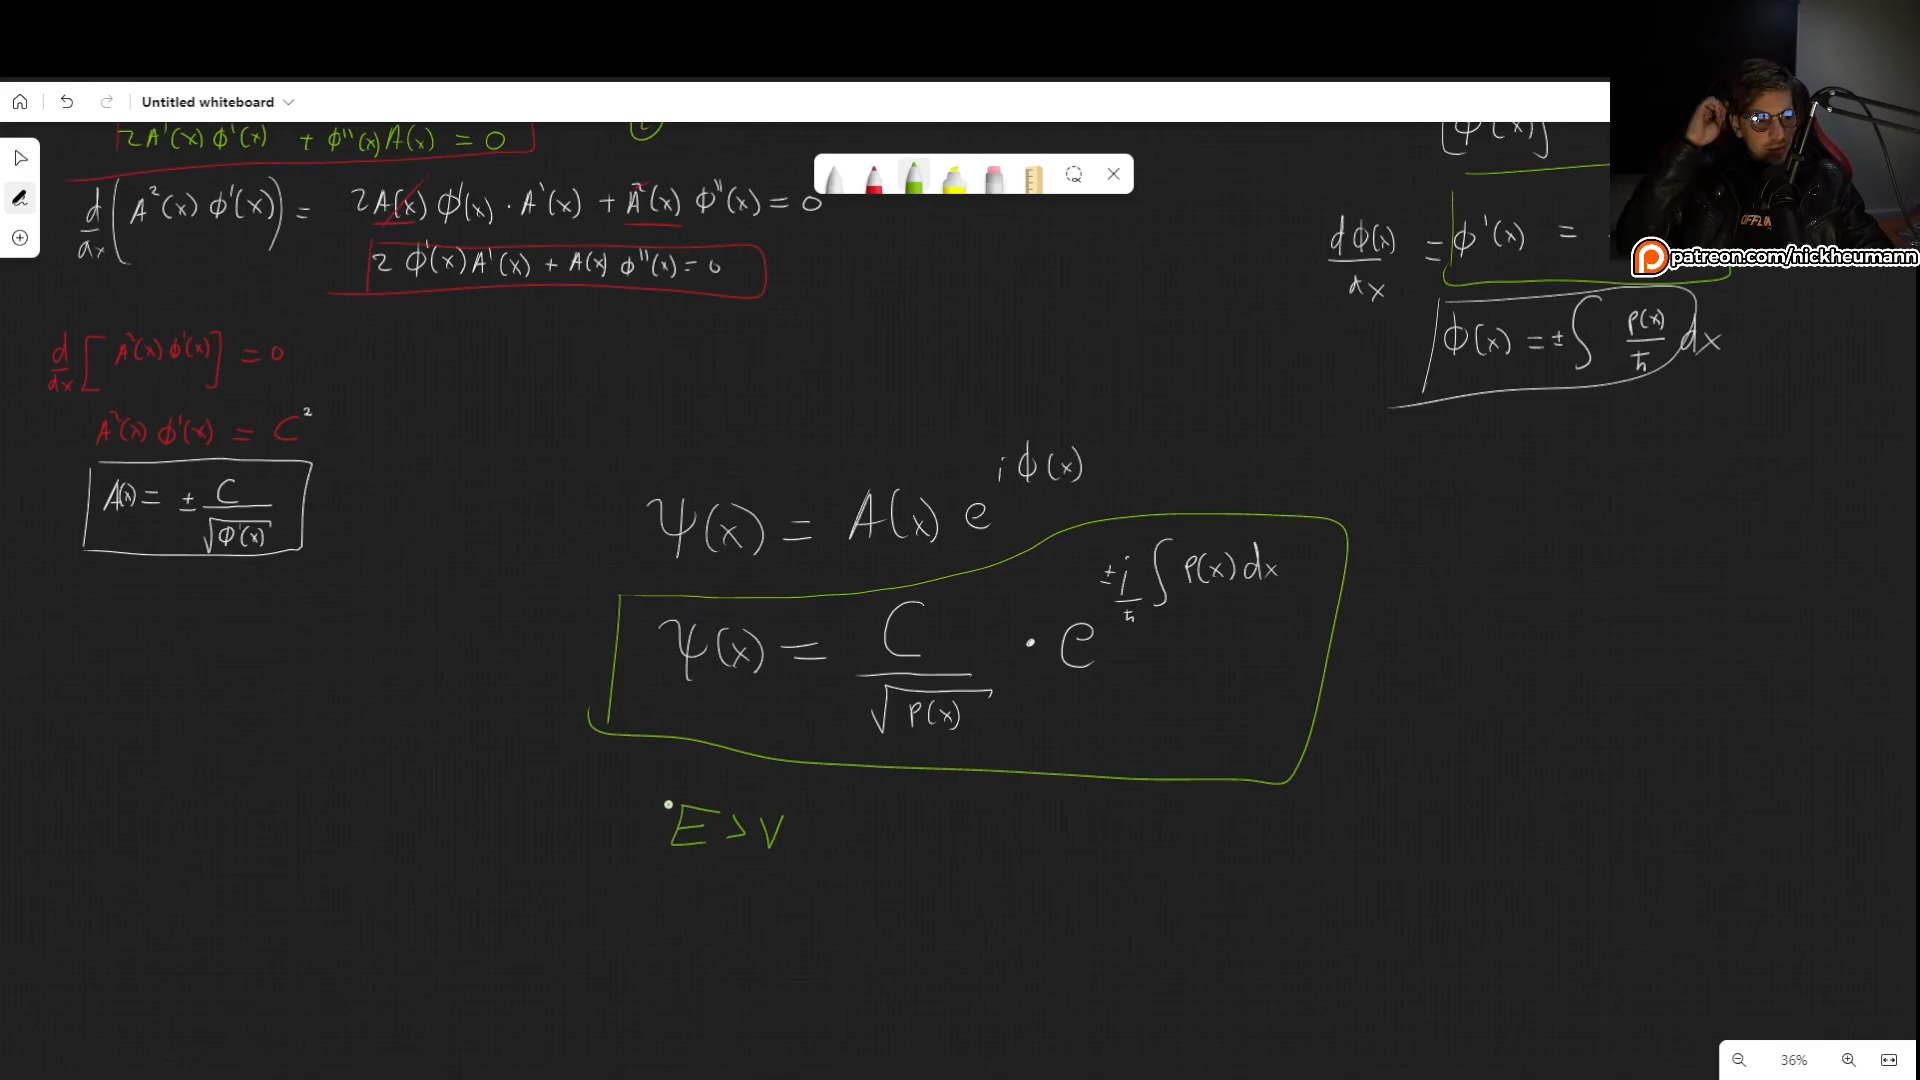 Untitled whiteboard
2A'(x) ϕ'(x) + ϕ''(x) A(x) = 0
[ϕ'(x)]
d/dx (A²(x) ϕ'(x)) = 2A(x) ϕ'(x) · A'(x) + A²(x) ϕ''(x) = 0
2 ϕ'(x) A'(x) + A(x) ϕ''(x) = 0
dϕ(x)/dx = ϕ'(x) =
patreon.com/nickheumann
ϕ(x) = ± ∫ p(x)/ħ dx
d/dx [A²(x) ϕ'(x)] = 0
A²(x) ϕ'(x) = C²
A(x) = ± C/√ϕ'(x)
Ψ(x) = A(x) e^{iϕ(x)}
Ψ(x) = C/√p(x) · e^{± i/ħ ∫ p(x) dx}
E > V
36%